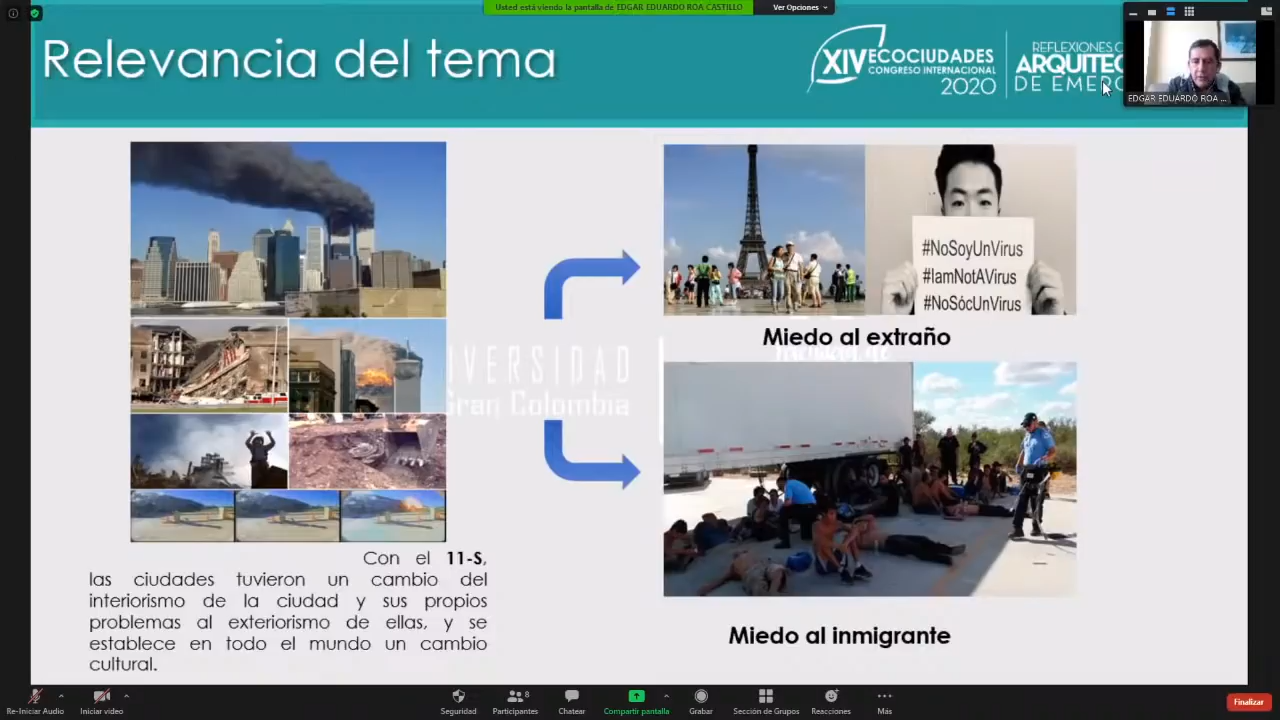 Usted está viendo la pantalla de EDGAR EDUARDO ROA CASTILLO
Ver Opciones
Relevancia del tema
XIV ECOCIUDADES
CONGRESO INTERNACIONAL
2020
REFLEXIONES
ARQUITEC
DE EMER
EDGAR EDUARDO ROA ...
#NoSoyUnVirus
#IamNotAVirus
#NoSócUnVirus
Miedo al extraño
IVERSIDAD
Gran Colombia
Con el 11-S,
las ciudades tuvieron un cambio del
interiorismo de la ciudad y sus propios
problemas al exteriorismo de ellas, y se
establece en todo el mundo un cambio
cultural.
Miedo al inmigrante
Re-Iniciar Audio
Iniciar video
Seguridad
Participantes
8
Chatear
Compartir pantalla
Grabar
Sección de Grupos
Reacciones
Más
Finalizar